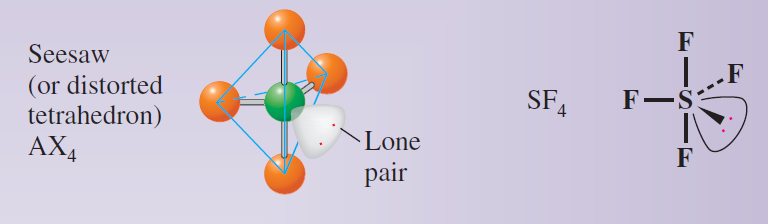 Seesaw
(or distorted
tetrahedron)
AX₄
Lone
pair
SF₄
F
F
F—S
F